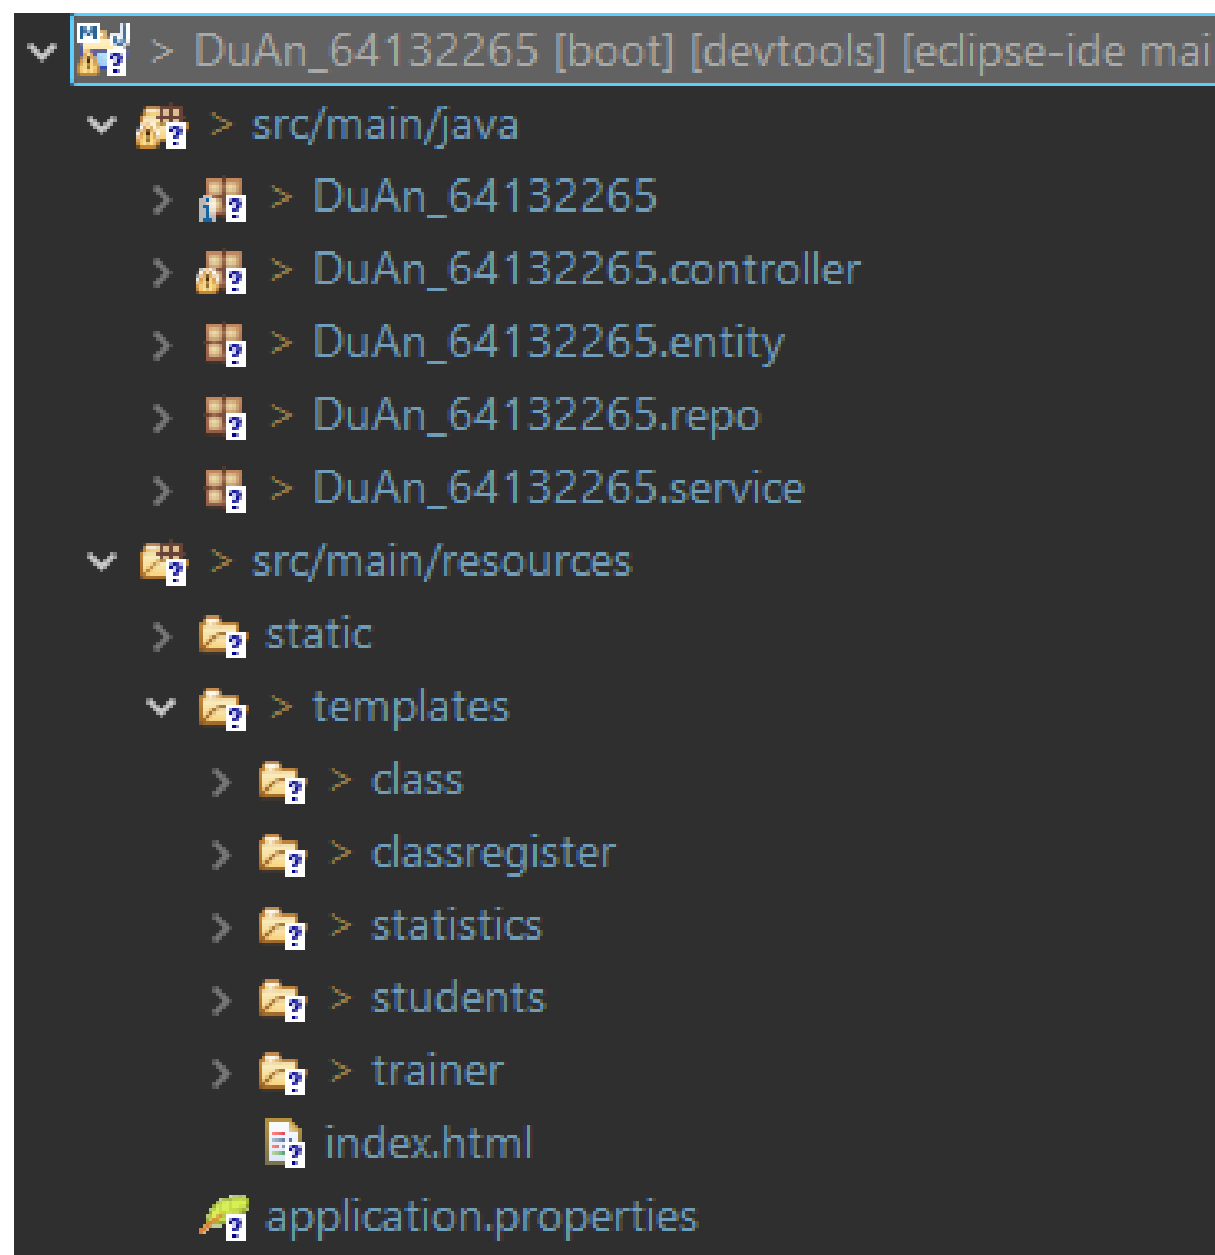 > DuAn_64132265 [boot] [devtools] [eclipse-ide mai
> src/main/java
> DuAn_64132265
> DuAn_64132265.controller
> DuAn_64132265.entity
> DuAn_64132265.repo
> DuAn_64132265.service
> src/main/resources
static
> templates
> class
> classregister
> statistics
> students
> trainer
index.html
application.properties